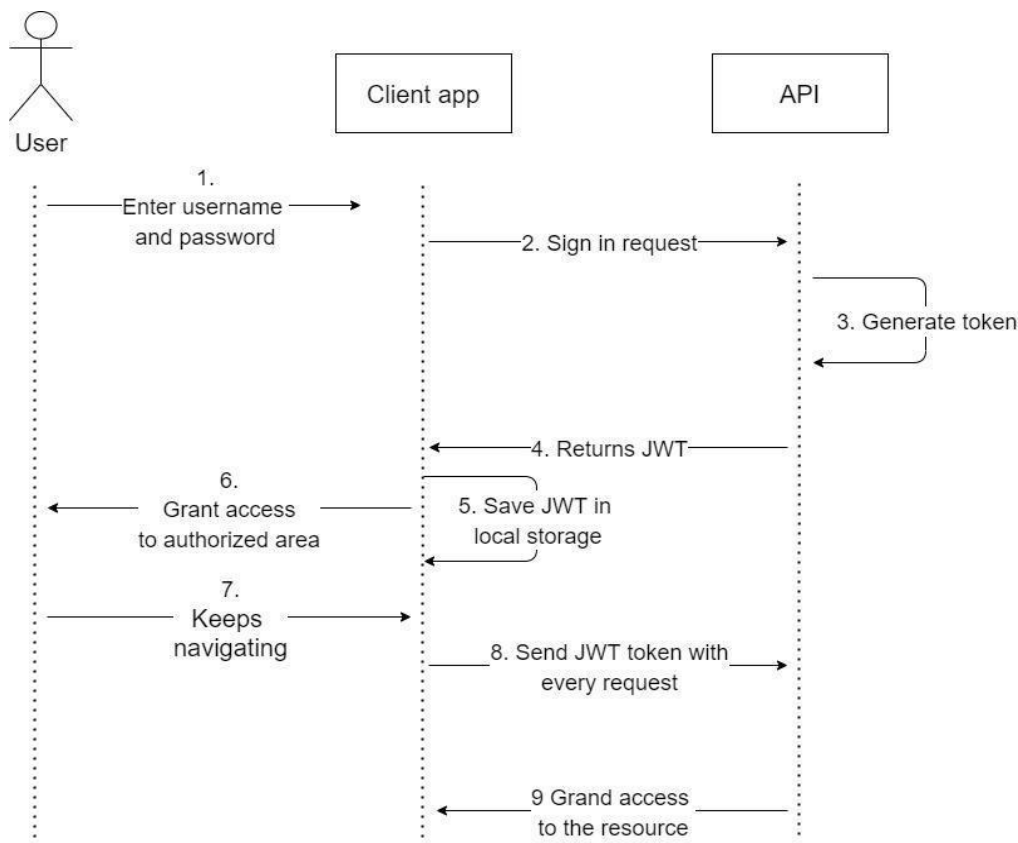 User
Client app
API
1.
Enter username
and password
2. Sign in request
3. Generate token
4. Returns JWT
5. Save JWT in
local storage
6.
Grant access
to authorized area
7.
Keeps
navigating
8. Send JWT token with
every request
9 Grand access
to the resource